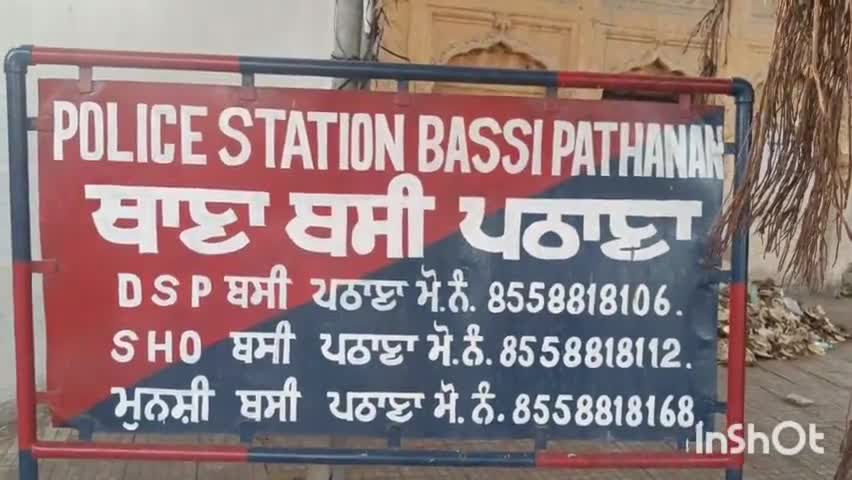 POLICE STATION BASSI PATHANAN
ਥਾਣਾ ਬਸੀ ਪਠਾਣਾ
DSP ਬਸੀ ਪਠਾਣਾ ਮੋ.ਨੰ. 8558818106.
SHO ਬਸੀ ਪਠਾਣਾ ਮੋ.ਨੰ. 8558818112.
ਮੁਨਸ਼ੀ ਬਸੀ ਪਠਾਣਾ ਮੋ. ਨੰ. 8558818168
InShOt